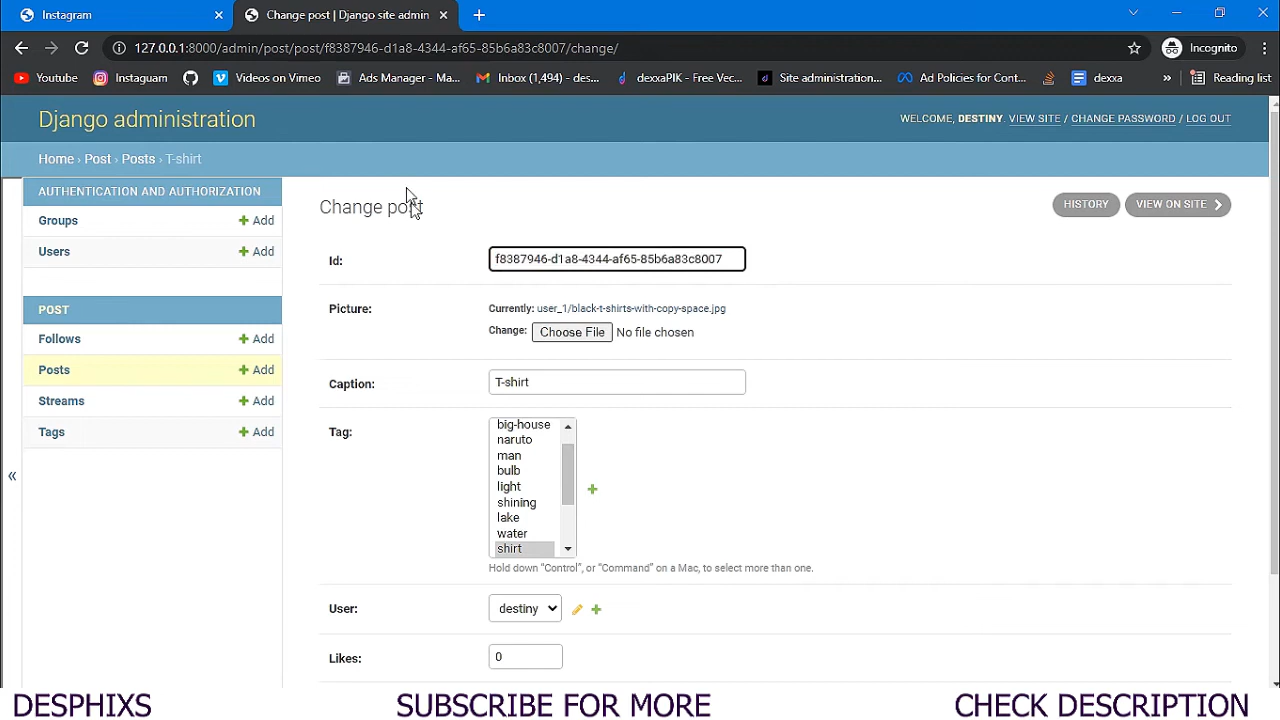 Instagram
Change post | Django site admin
127.0.0.1:8000/admin/post/post/f8387946-d1a8-4344-af65-85b6a83c8007/change/
Incognito
Youtube
Instaguam
Videos on Vimeo
Ads Manager - Ma...
Inbox (1,494) - des...
dexxaPIK - Free Vec...
Site administration...
Ad Policies for Cont...
dexxa
»
Reading list
Django administration
WELCOME, DESTINY. VIEW SITE / CHANGE PASSWORD / LOG OUT
Home › Post › Posts › T-shirt
AUTHENTICATION AND AUTHORIZATION
Groups + Add
Users + Add
POST
Follows + Add
Posts + Add
Streams + Add
Tags + Add
«
Change post
HISTORY
VIEW ON SITE
Id: f8387946-d1a8-4344-af65-85b6a83c8007
Picture: Currently: user_1/black-t-shirts-with-copy-space.jpg
Change: Choose File No file chosen
Caption: T-shirt
Tag:
big-house
naruto
man
bulb
light
shining
lake
water
shirt
Hold down “Control”, or “Command” on a Mac, to select more than one.
User: destiny
Likes: 0
DESPHIXS
SUBSCRIBE FOR MORE
CHECK DESCRIPTION